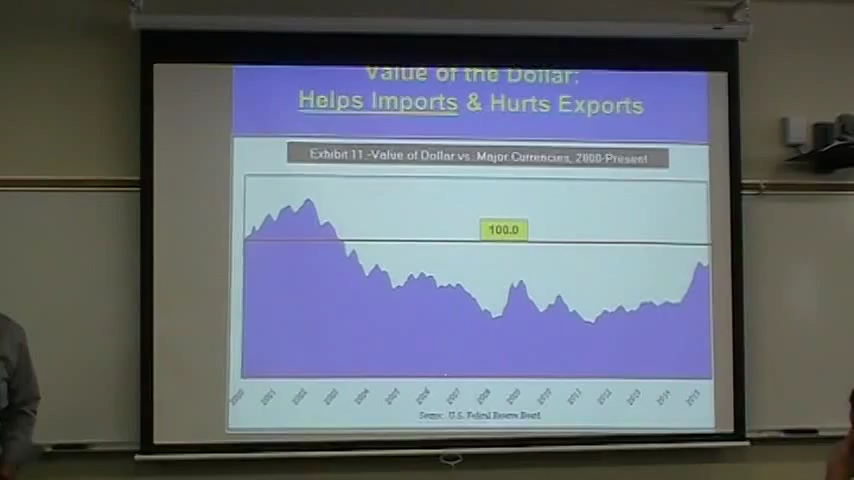 Value of the Dollar:
Helps Imports & Hurts Exports
Exhibit 11.-Value of Dollar vs. Major Currencies, 2000-Present
100.0
2000 2001 2002 2003 2004 2005 2006 2007 2008 2009 2010 2011 2012 2013 2014 2015
Source: U.S. Federal Reserve Board